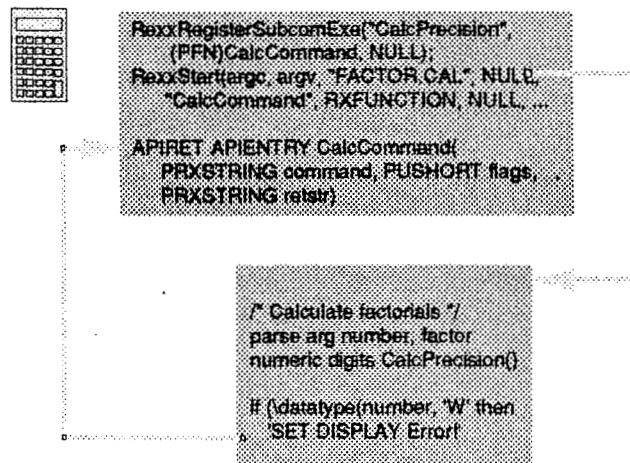 RexxRegisterSubcomExe("CalcPrecision",
(PFN)CalcCommand, NULL);
RexxStart(argc, argv, "FACTOR.CAL", NULL,
"CalcCommand", RXFUNCTION, NULL, ...
APIRET APIENTRY CalcCommand(
PRXSTRING command, PUSHORT flags,
PRXSTRING retstr)
/* Calculate factorials */
parse arg number, factor
numeric digits CalcPrecision()
If (\datatype(number, 'W' then
'SET DISPLAY Error!'